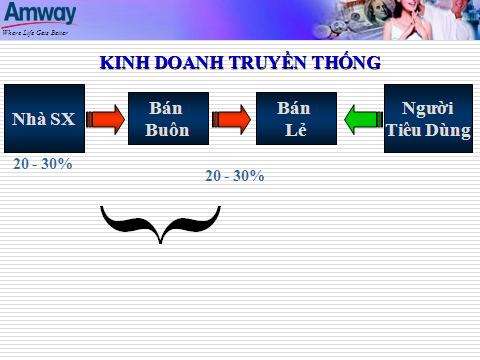 Amway
Where Life Gets Better
KINH DOANH TRUYỀN THỐNG
Nhà SX
Bán
Buôn
Bán
Lẻ
Người
Tiêu Dùng
20 - 30%
20 - 30%